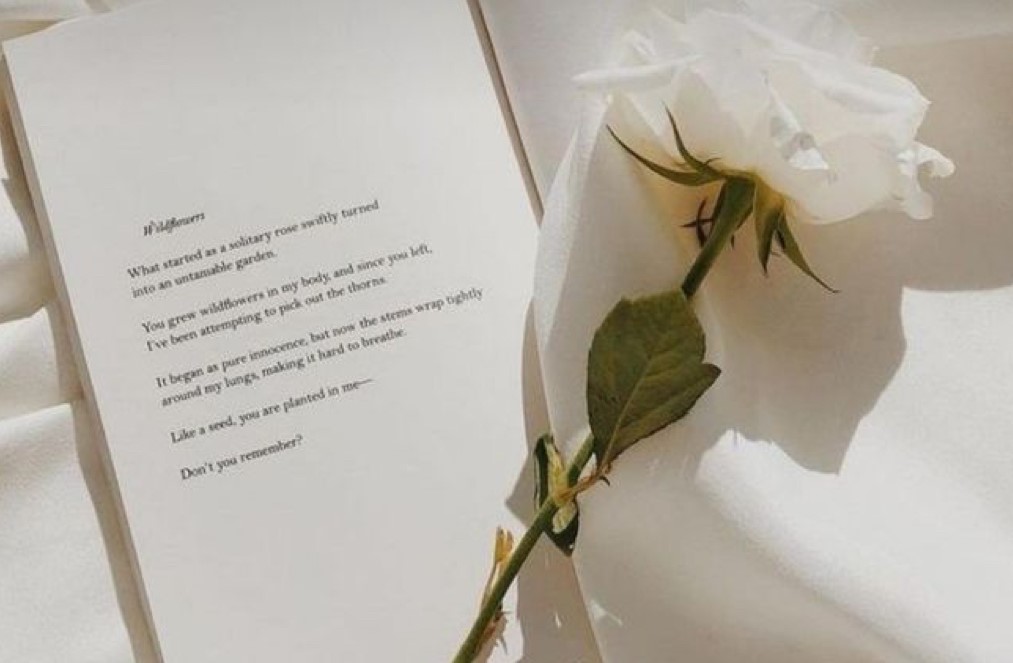 Wildflowers
What started as a solitary rose swiftly turned
into an untamable garden.
You grew wildflowers in my body, and since you left,
I've been attempting to pick out the thorns.
It began as pure innocence, but now the stems wrap tightly
around my lungs, making it hard to breathe.
Like a seed, you are planted in me—
Don't you remember?